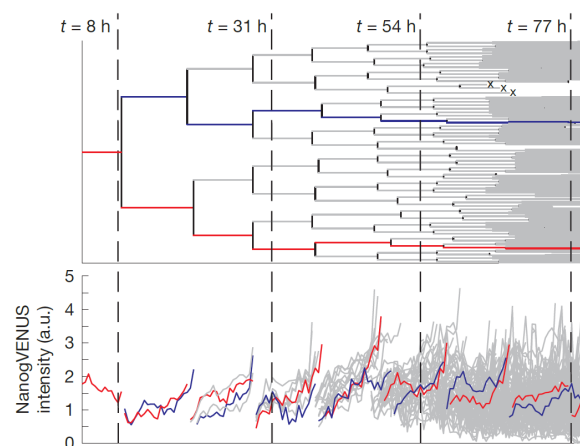 t = 8 h t = 31 h t = 54 h t = 77 h
x x x
NanogVENUS
intensity (a.u.)
5
4
3
2
1
0